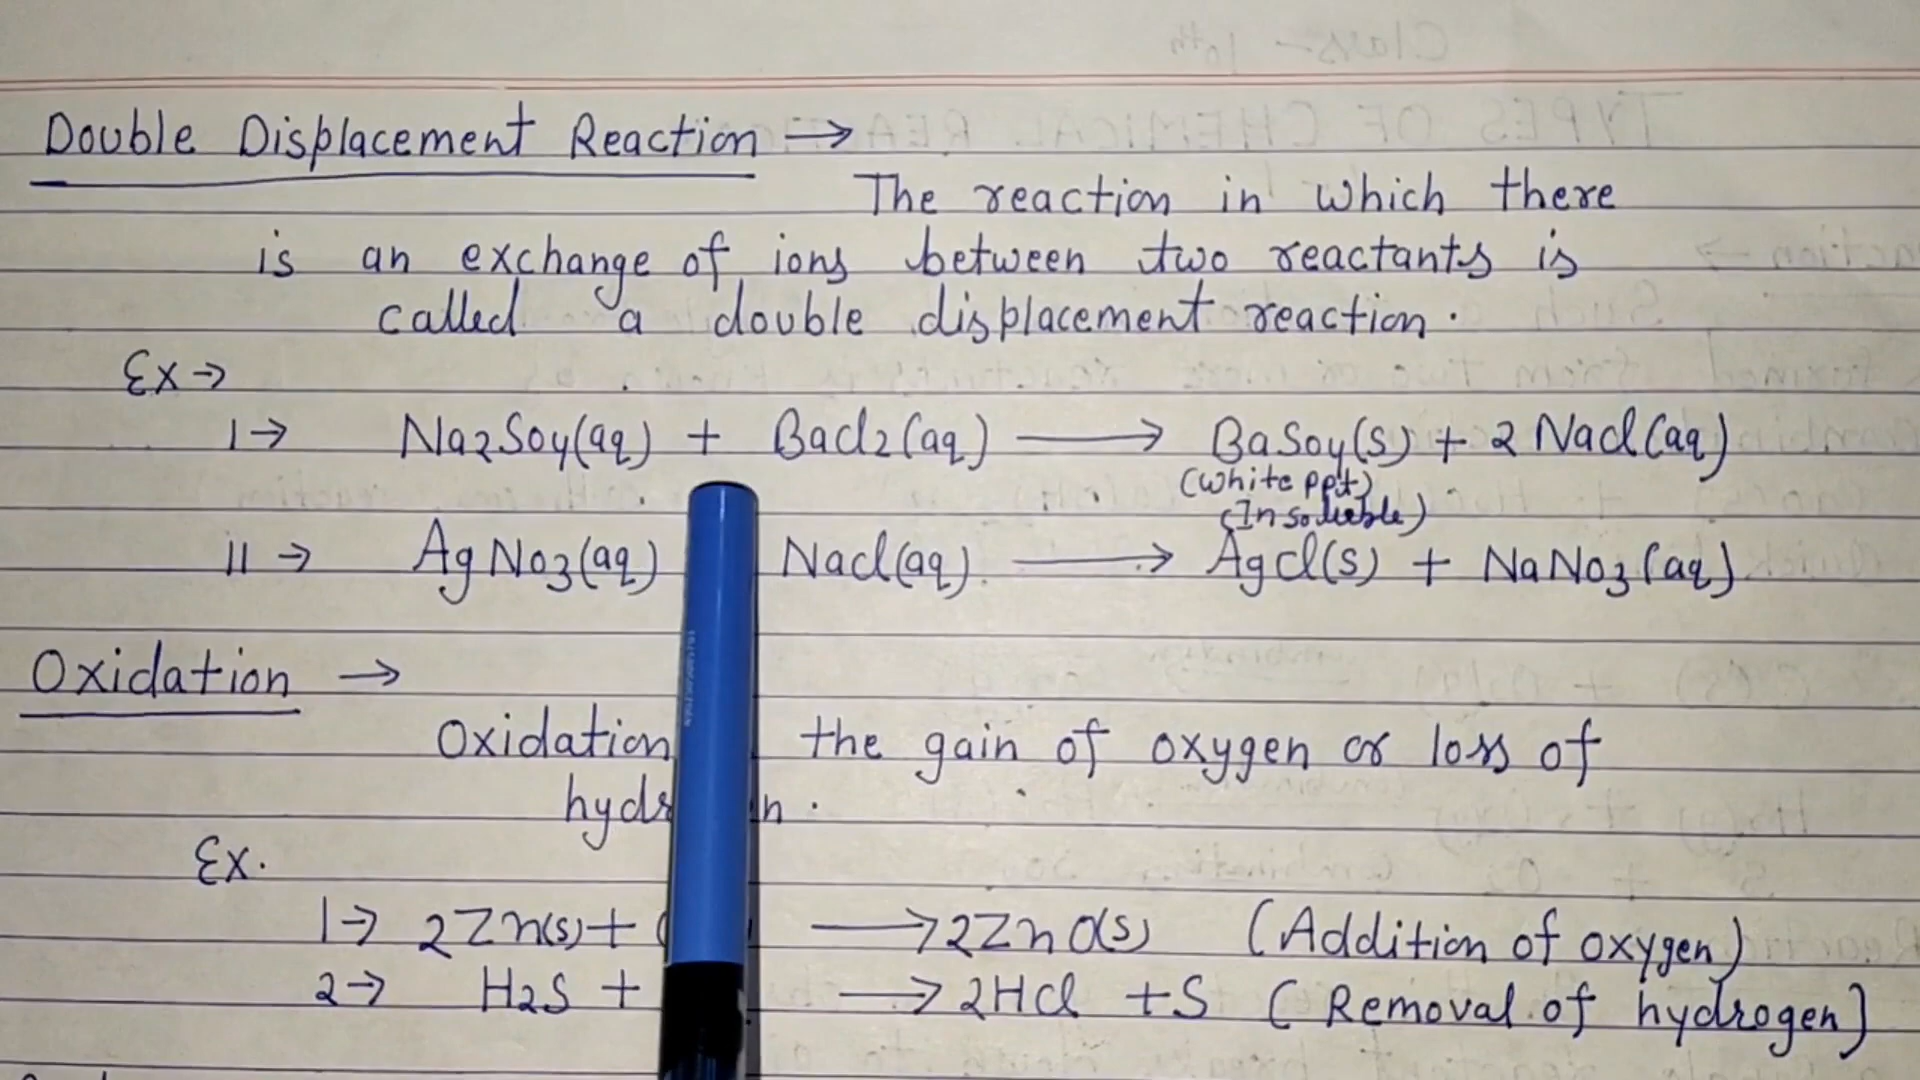 Double Displacement Reaction →
The reaction in which there
is an exchange of ions between two reactants is
called a double displacement reaction.
Ex →
I → Na2SO4(aq) + BaCl2(aq) ⟶ BaSO4(s) + 2 NaCl(aq)
(White ppt)
(Insoluble)
II → AgNO3(aq) NaCl(aq) ⟶ AgCl(s) + NaNO3(aq)
Oxidation →
Oxidation the gain of oxygen or loss of
Ex.
1 → 2Zn(s) + ⟶ 2ZnO(s) (Addition of oxygen)
2 → H2S + ⟶ 2HCl + S (Removal of hydrogen)